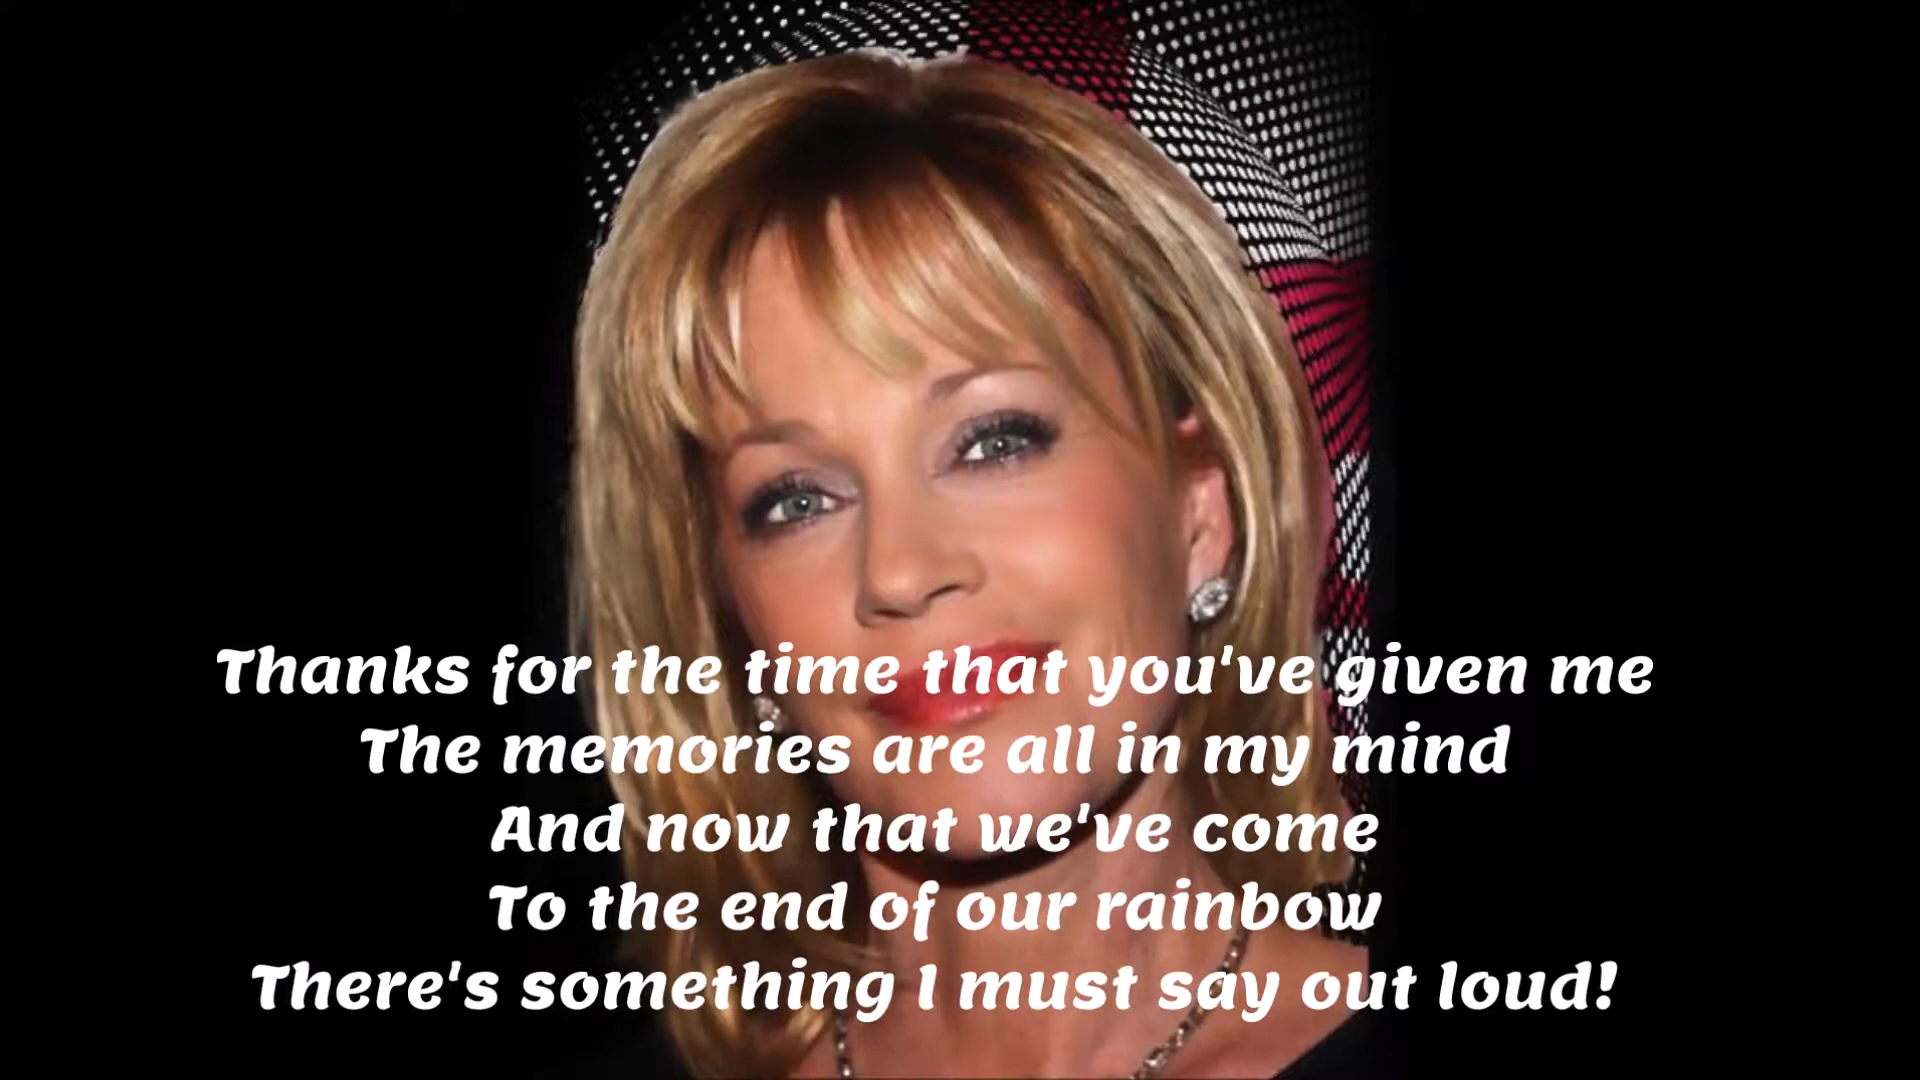 Thanks for the time that you've given me
The memories are all in my mind
And now that we've come
To the end of our rainbow
There's something I must say out loud!